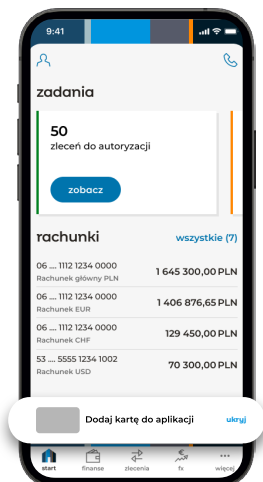 9:41
zadania
50
zleceń do autoryzacji
zobacz
rachunki wszystkie (7)
06 .... 1112 1234 0000
Rachunek główny PLN
1 645 300,00 PLN
06 .... 1112 1234 0000
Rachunek EUR
1 406 876,65 PLN
06 .... 1112 1234 0000
Rachunek CHF
129 450,00 PLN
53 .... 5555 1234 1002
Rachunek USD
70 300,00 PLN
Dodaj kartę do aplikacji ukryj
start finanse zlecenia fx więcej